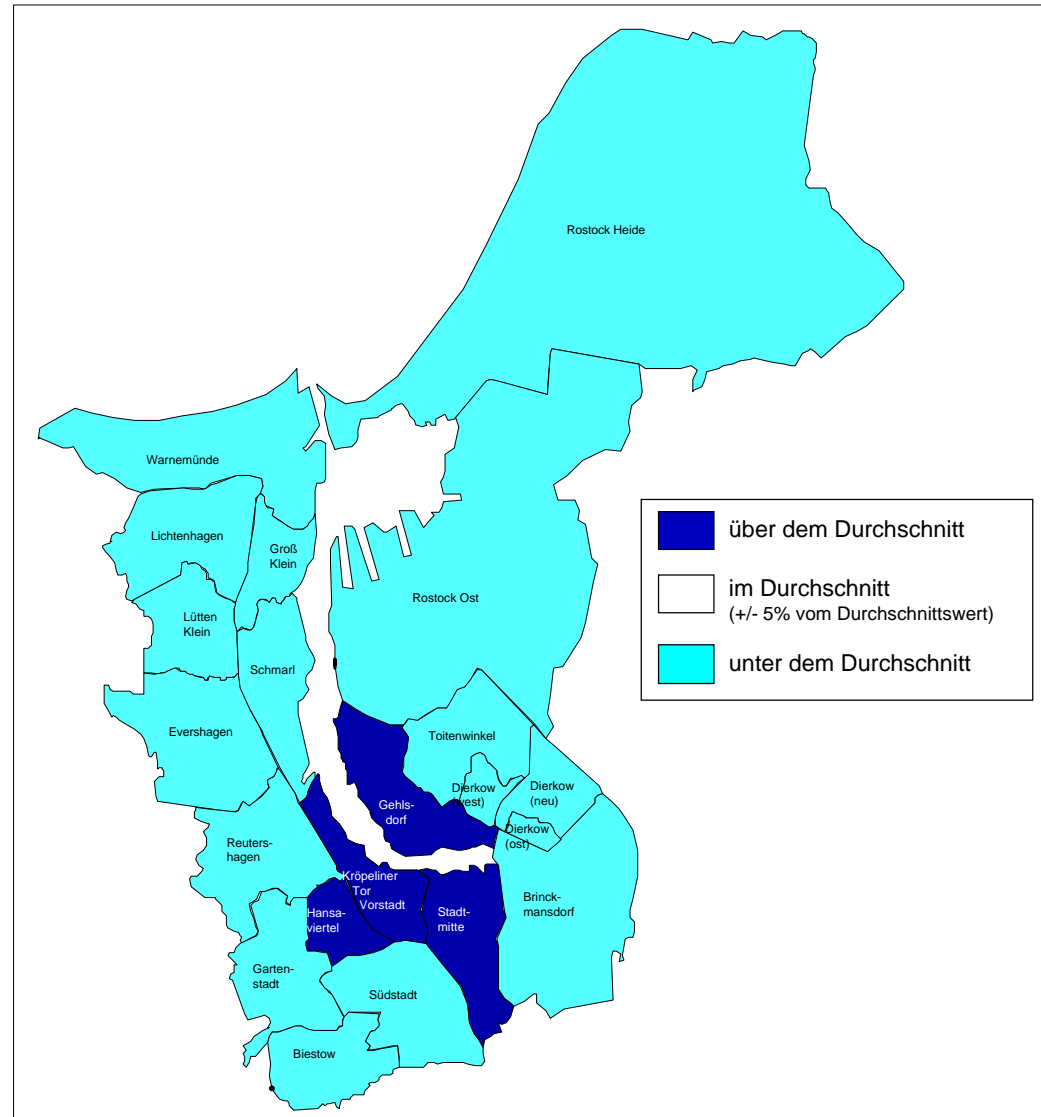 Rostock Heide
Warnemünde
Lichtenhagen
Groß
Klein
Lütten
Klein
Rostock Ost
Schmarl
Evershagen
Toitenwinkel
Dierkow
(west)
Dierkow
(neu)
Gehls-
dorf
Dierkow
(ost)
Reuters-
hagen
Kröpeliner
Tor
Vorstadt
Hansa-
viertel
Stadt-
mitte
Brinck-
mansdorf
Garten-
stadt
Südstadt
Biestow
über dem Durchschnitt
im Durchschnitt
(+/- 5% vom Durchschnittswert)
unter dem Durchschnitt